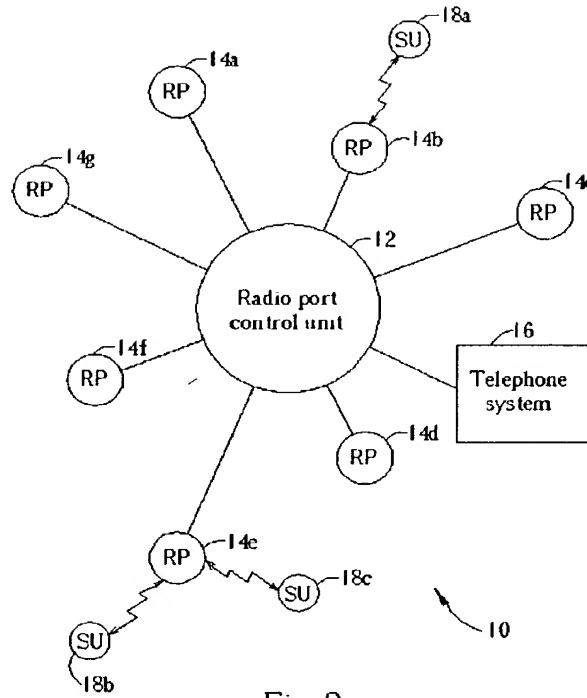 18a
SU
14a
RP
14b
RP
14g
RP
RP
12
Radio port
control unit
16
Telephone
system
14f
RP
14d
RP
14e
RP
18c
SU
SU
18b
10